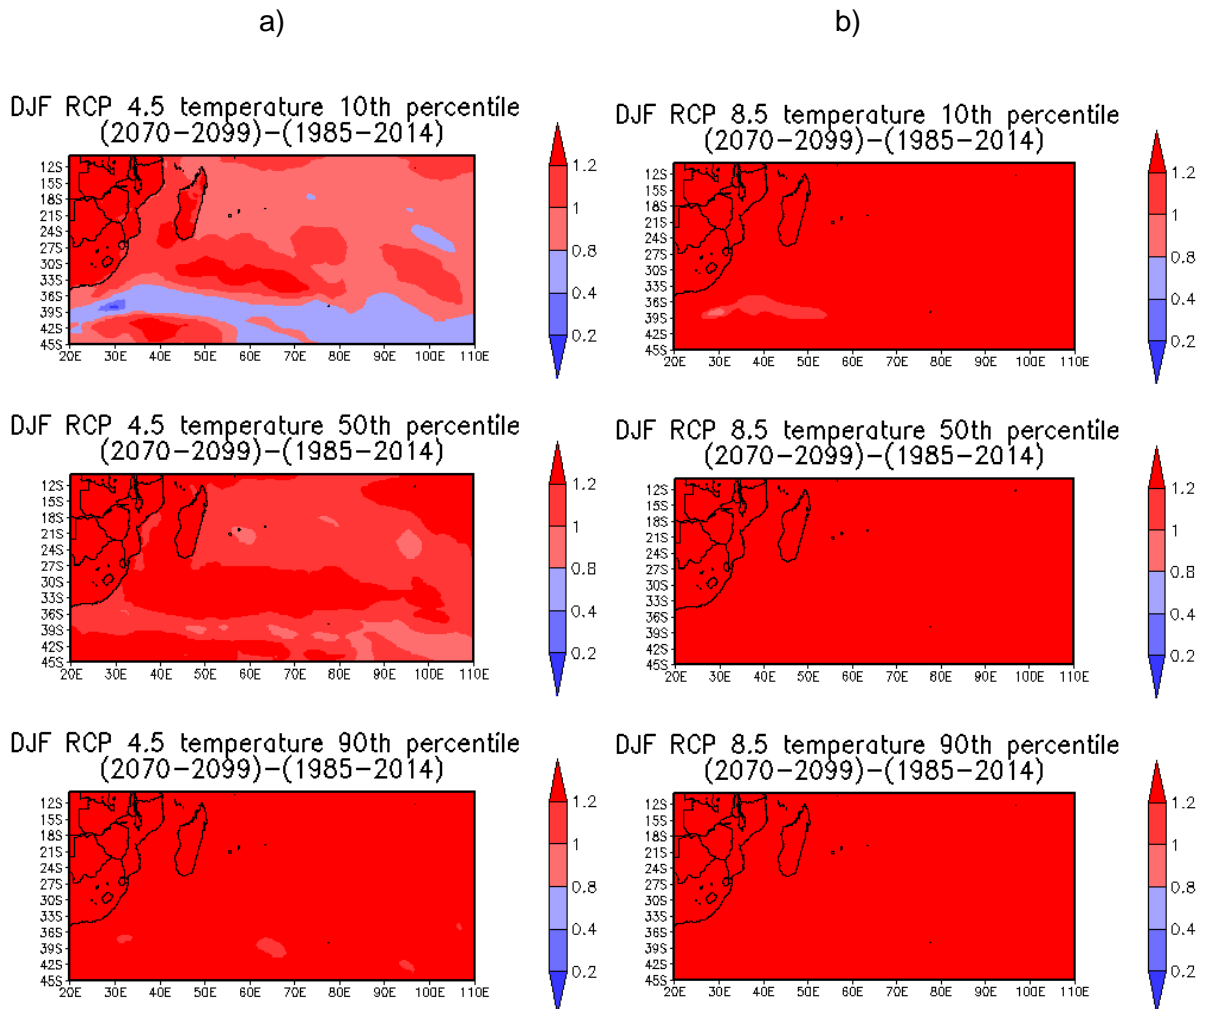 a)
b)
DJF RCP 4.5 temperature 10th percentile
(2070-2099)-(1985-2014)
12S
15S
18S
21S
24S
27S
30S
33S
36S
39S
42S
45S
20E 30E 40E 50E 60E 70E 80E 90E 100E 110E
1.2
1
0.8
0.4
0.2
DJF RCP 8.5 temperature 10th percentile
(2070-2099)-(1985-2014)
12S
15S
18S
21S
24S
27S
30S
33S
36S
39S
42S
45S
20E 30E 40E 50E 60E 70E 80E 90E 100E 110E
1.2
1
0.8
0.4
0.2
DJF RCP 4.5 temperature 50th percentile
(2070-2099)-(1985-2014)
12S
15S
18S
21S
24S
27S
30S
33S
36S
39S
42S
45S
20E 30E 40E 50E 60E 70E 80E 90E 100E 110E
1.2
1
0.8
0.4
0.2
DJF RCP 8.5 temperature 50th percentile
(2070-2099)-(1985-2014)
12S
15S
18S
21S
24S
27S
30S
33S
36S
39S
42S
45S
20E 30E 40E 50E 60E 70E 80E 90E 100E 110E
1.2
1
0.8
0.4
0.2
DJF RCP 4.5 temperature 90th percentile
(2070-2099)-(1985-2014)
12S
15S
18S
21S
24S
27S
30S
33S
36S
39S
42S
45S
20E 30E 40E 50E 60E 70E 80E 90E 100E 110E
1.2
1
0.8
0.4
0.2
DJF RCP 8.5 temperature 90th percentile
(2070-2099)-(1985-2014)
12S
15S
18S
21S
24S
27S
30S
33S
36S
39S
42S
45S
20E 30E 40E 50E 60E 70E 80E 90E 100E 110E
1.2
1
0.8
0.4
0.2